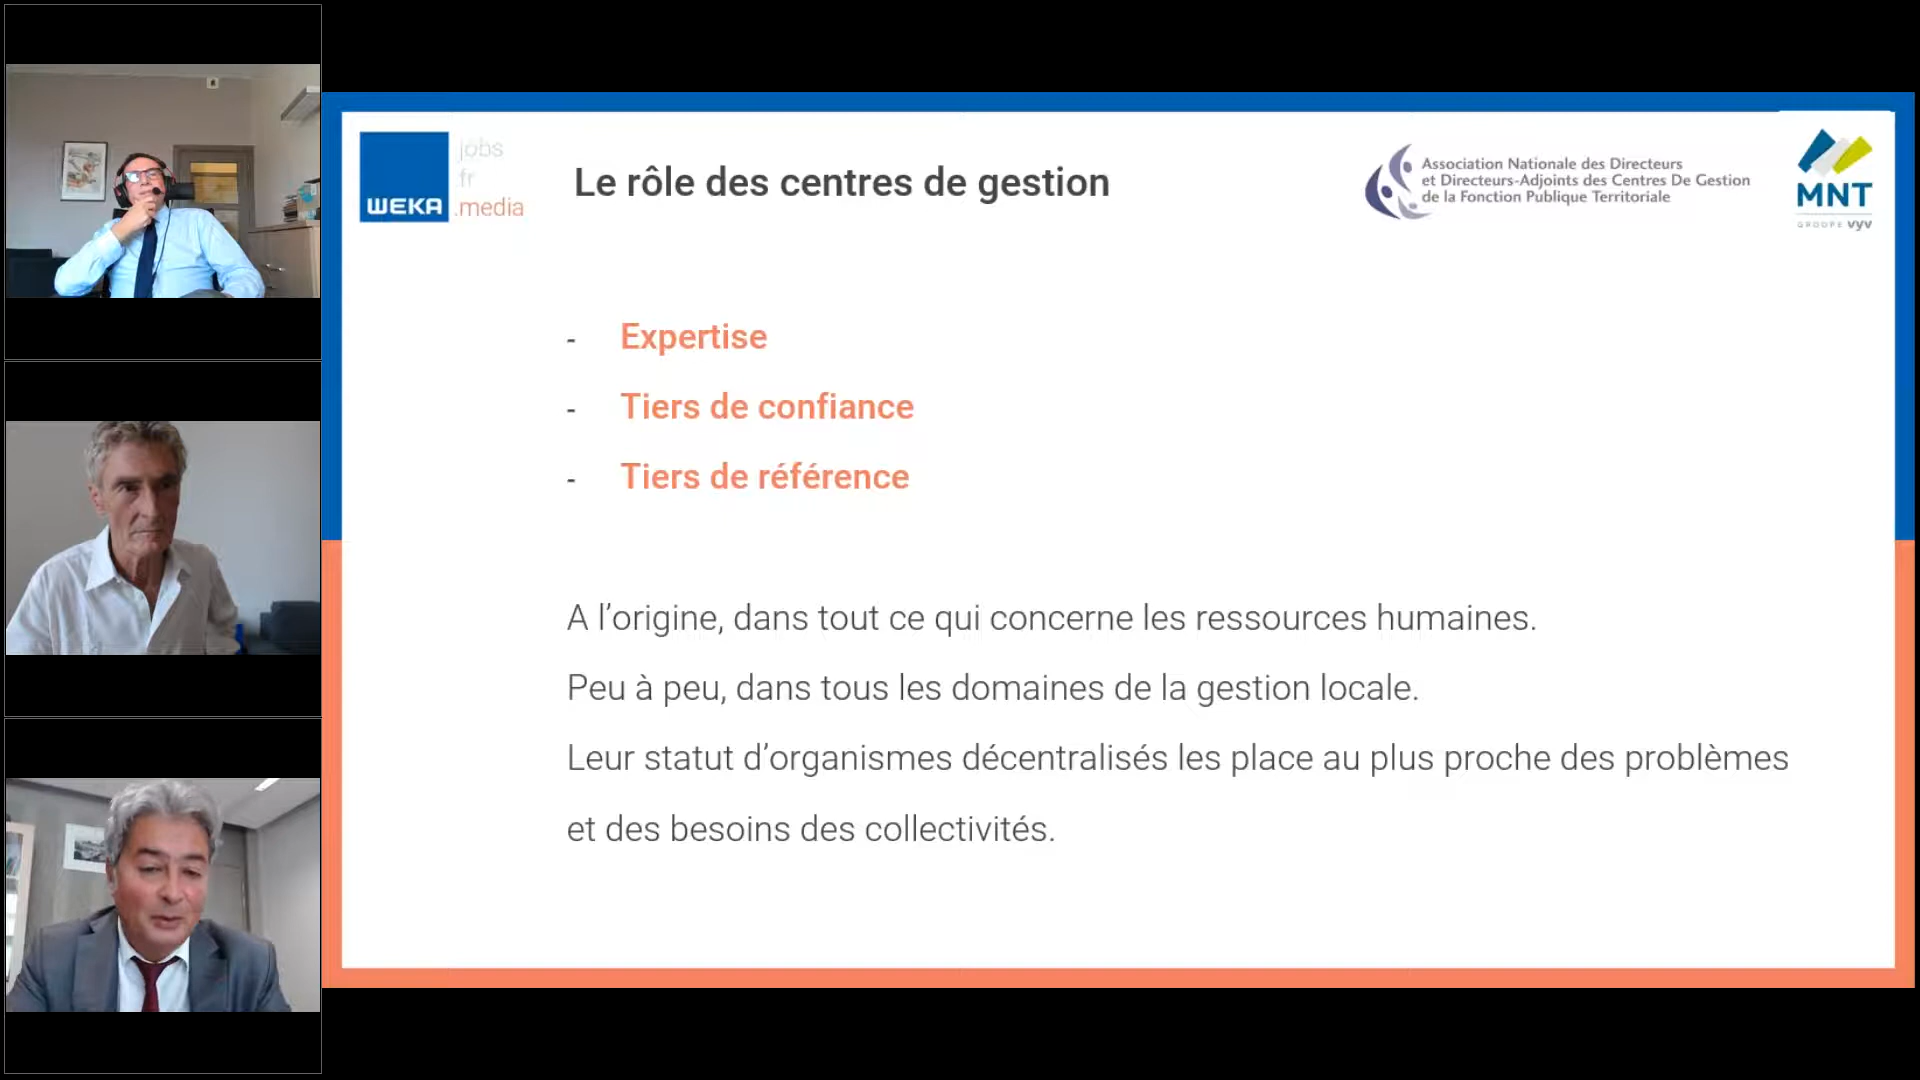 WEKA
jobs
.fr
.media
Le rôle des centres de gestion
Association Nationale des Directeurs
et Directeurs-Adjoints des Centres De Gestion
de la Fonction Publique Territoriale
MNT
GROUPE vyv
- Expertise
- Tiers de confiance
- Tiers de référence
A l’origine, dans tout ce qui concerne les ressources humaines.
Peu à peu, dans tous les domaines de la gestion locale.
Leur statut d’organismes décentralisés les place au plus proche des problèmes
et des besoins des collectivités.